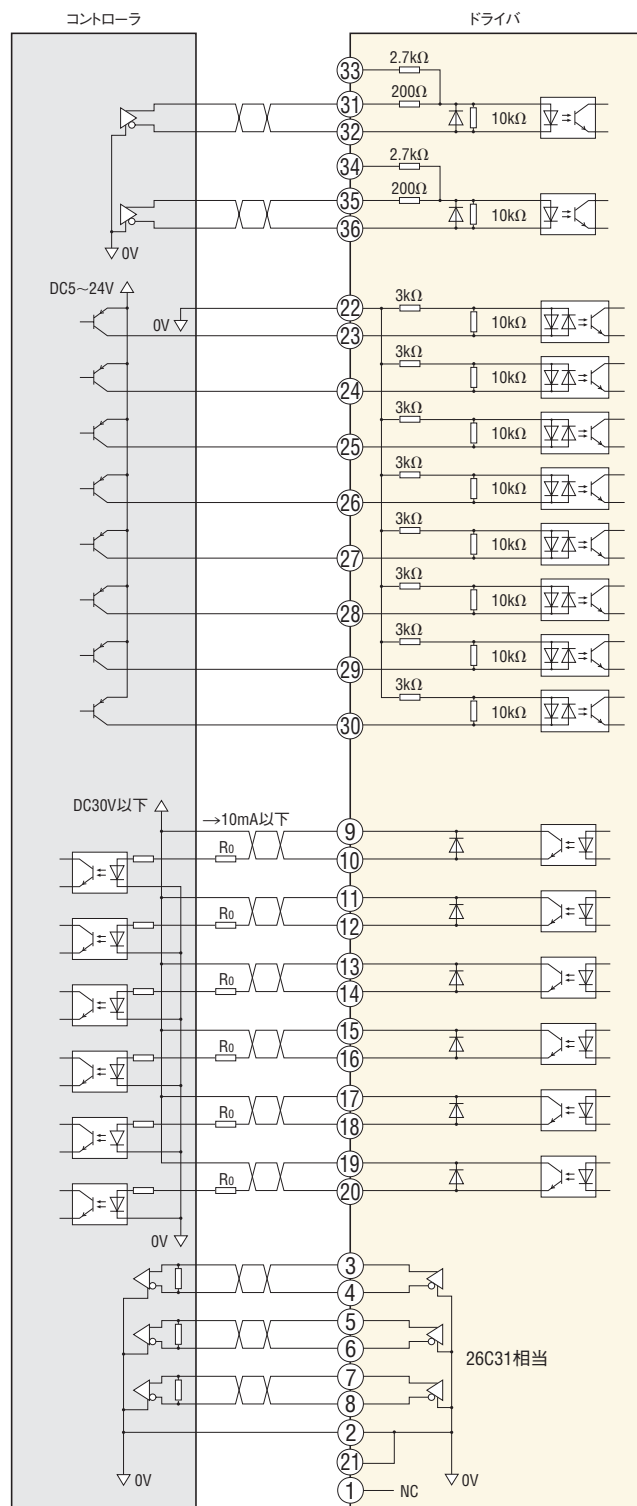 コントローラ ドライバ
33 2.7kΩ
31 200Ω
32 10kΩ
34 2.7kΩ
35 200Ω
36 10kΩ
0V
DC5～24V
0V 22 3kΩ
23 10kΩ
3kΩ
24 10kΩ
3kΩ
25 10kΩ
3kΩ
26 10kΩ
3kΩ
27 10kΩ
3kΩ
28 10kΩ
3kΩ
29 10kΩ
3kΩ
30 10kΩ
DC30V以下
→10mA以下
9
R0 10
11
R0 12
13
R0 14
15
R0 16
17
R0 18
19
R0 20
0V
3
4
5
6
26C31相当
7
8
2
21
0V 0V
1 NC